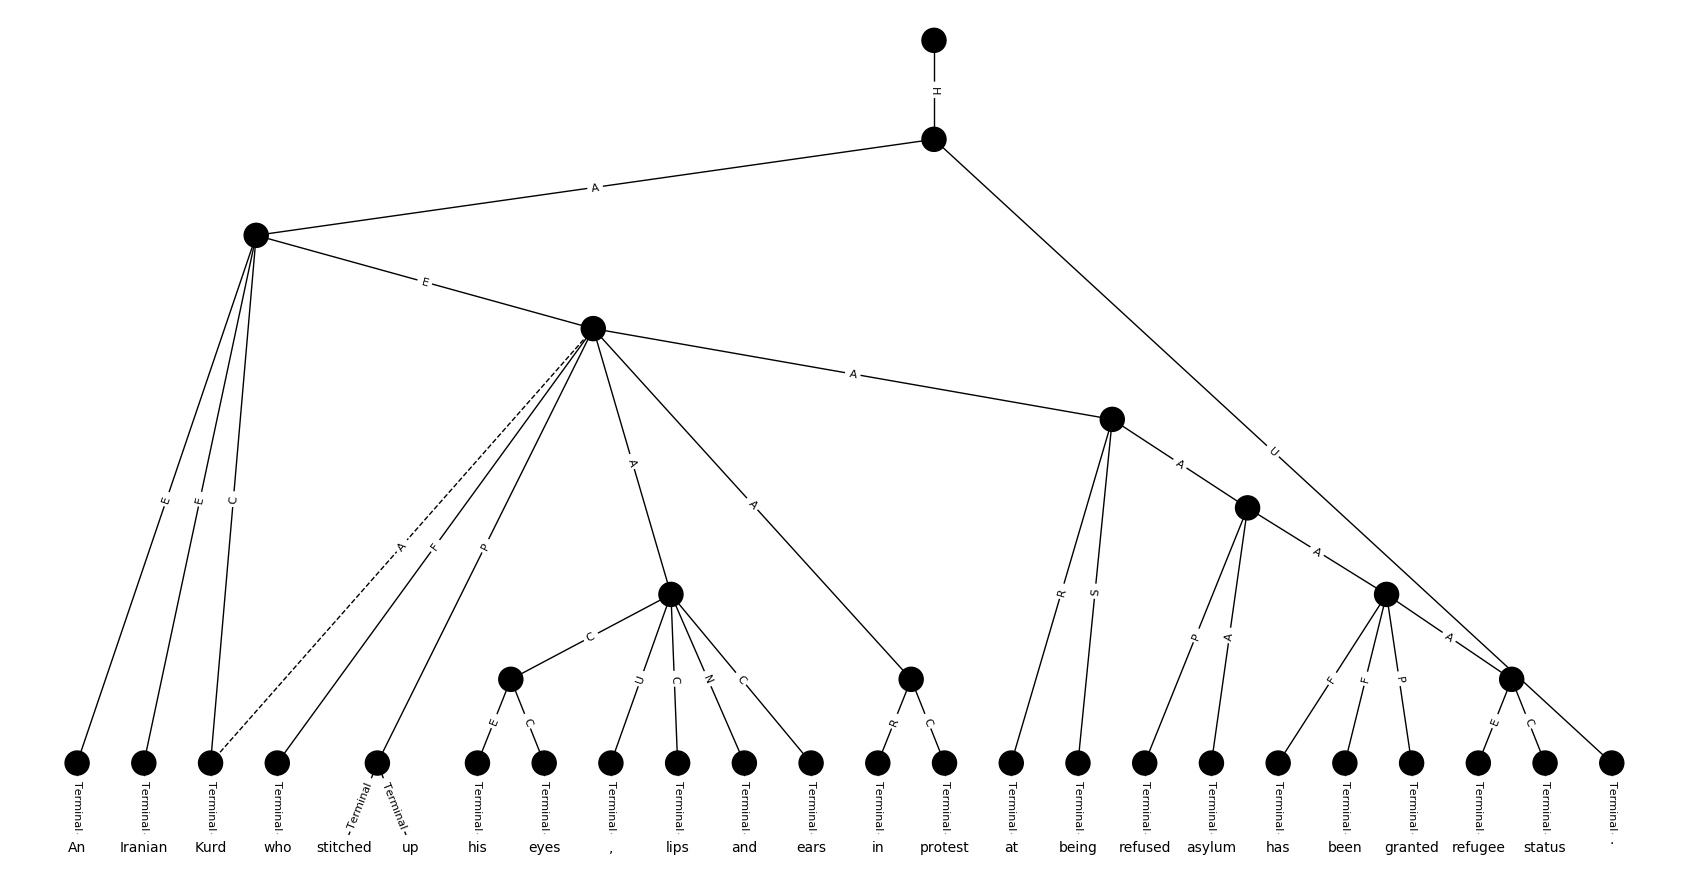 H
A
E
A
U
A
E
E
C
A
F
P
A
A
R
S
A
P
A
C
U
C
N
C
F
F
P
A
E
C
R
C
E
C
Terminal Terminal Terminal Terminal Terminal Terminal Terminal Terminal Terminal Terminal Terminal Terminal Terminal Terminal Terminal Terminal Terminal Terminal Terminal Terminal Terminal Terminal Terminal Terminal
An Iranian Kurd who stitched up his eyes , lips and ears in protest at being refused asylum has been granted refugee status .